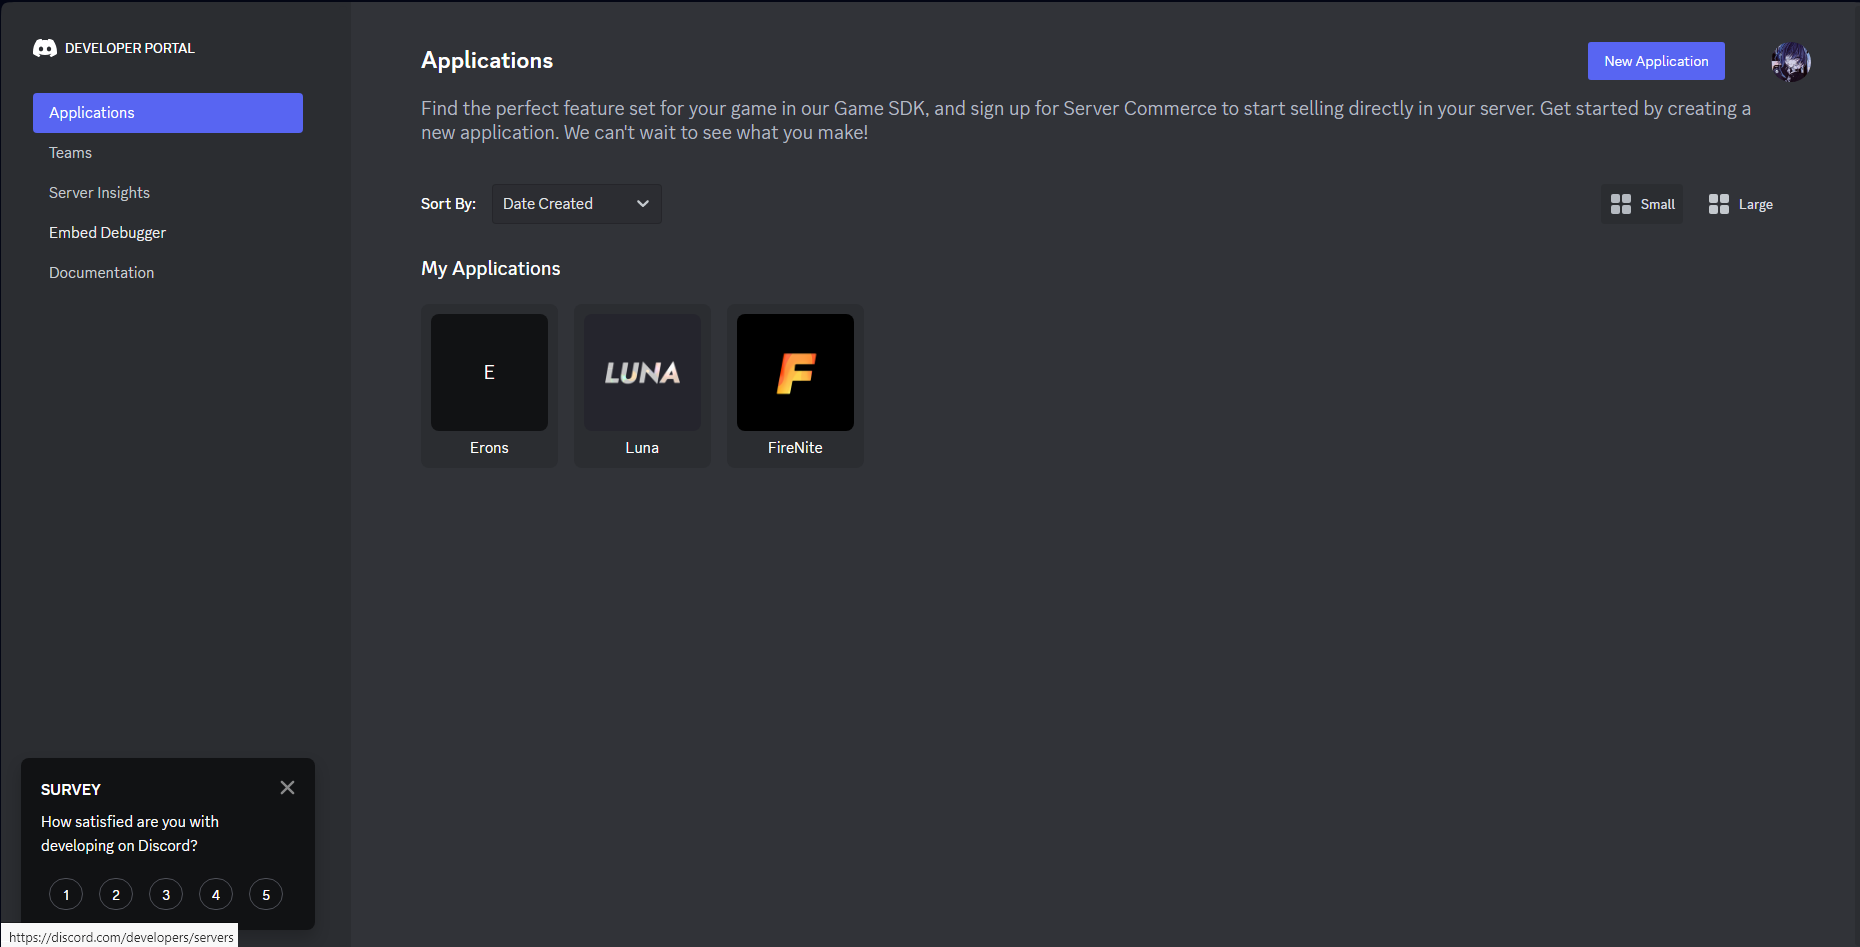 DEVELOPER PORTAL
Applications
Teams
Server Insights
Embed Debugger
Documentation
Applications
New Application
Find the perfect feature set for your game in our Game SDK, and sign up for Server Commerce to start selling directly in your server. Get started by creating a
new application. We can't wait to see what you make!
Sort By: Date Created
Small Large
My Applications
E
LUNA
F
Erons
Luna
FireNite
SURVEY
How satisfied are you with
developing on Discord?
1 2 3 4 5
https://discord.com/developers/servers